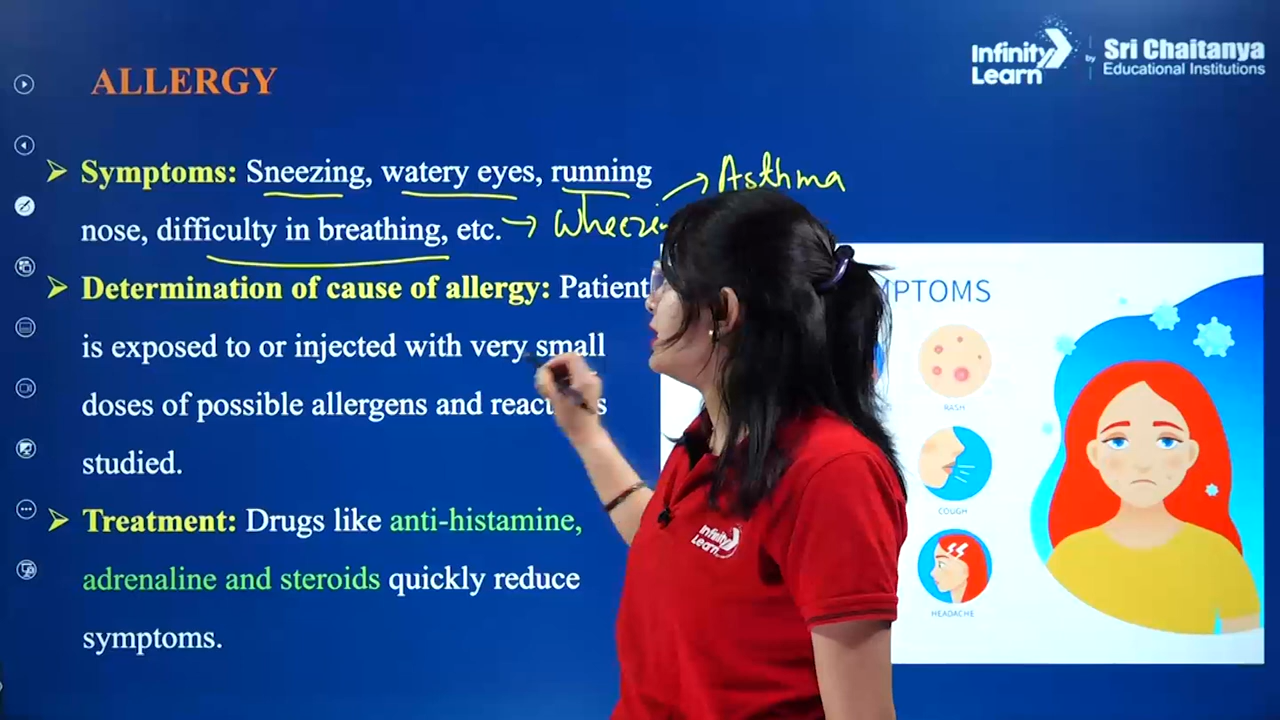 ALLERGY
Infinity Learn by Sri Chaitanya Educational Institutions
➤ Symptoms: Sneezing, watery eyes, running → Asthma
nose, difficulty in breathing, etc. →
➤ Determination of cause of allergy: Patient
is exposed to or injected with very small
doses of possible allergens and
studied.
➤ Treatment: Drugs like anti-histamine,
adrenaline and steroids quickly reduce
symptoms.
RASH
COUGH
HEADACHE
Infinity Learn